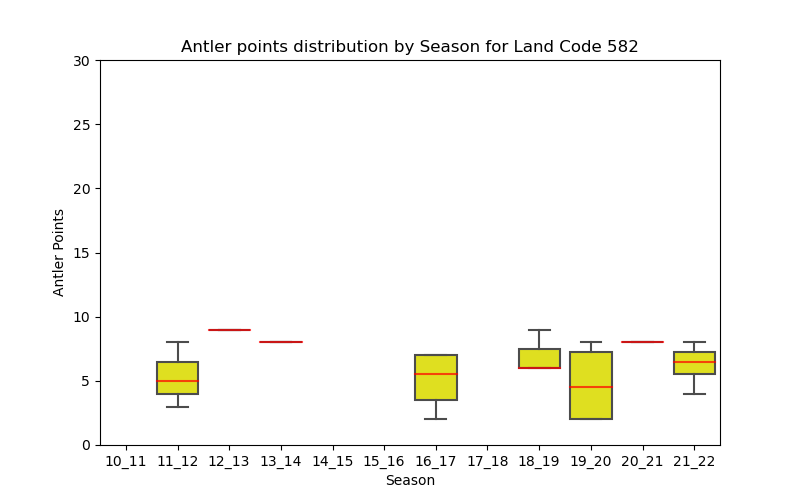 Antler points distribution by Season for Land Code 582
30
25
20
15
10
5
0
Antler Points
10_11 11_12 12_13 13_14 14_15 15_16 16_17 17_18 18_19 19_20 20_21 21_22
Season